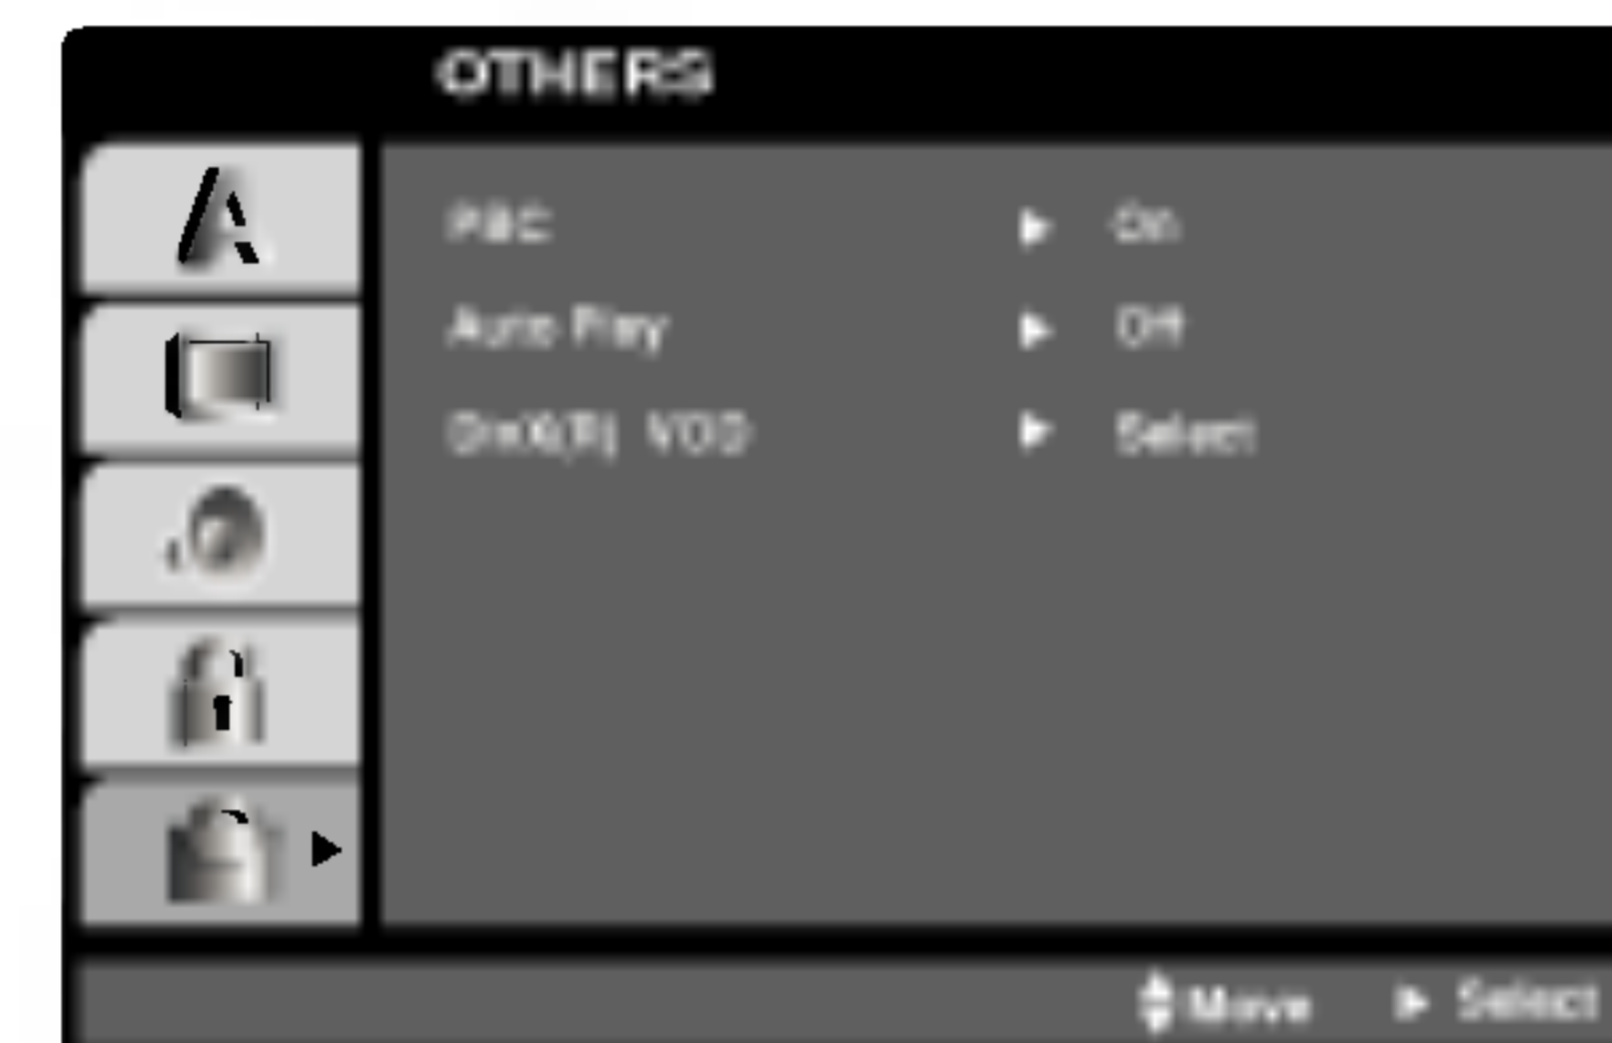 OTHERS
PBC ▶ On
Auto Play ▶ Off
DivX(R) VOD ▶ Select
Move ▶ Select